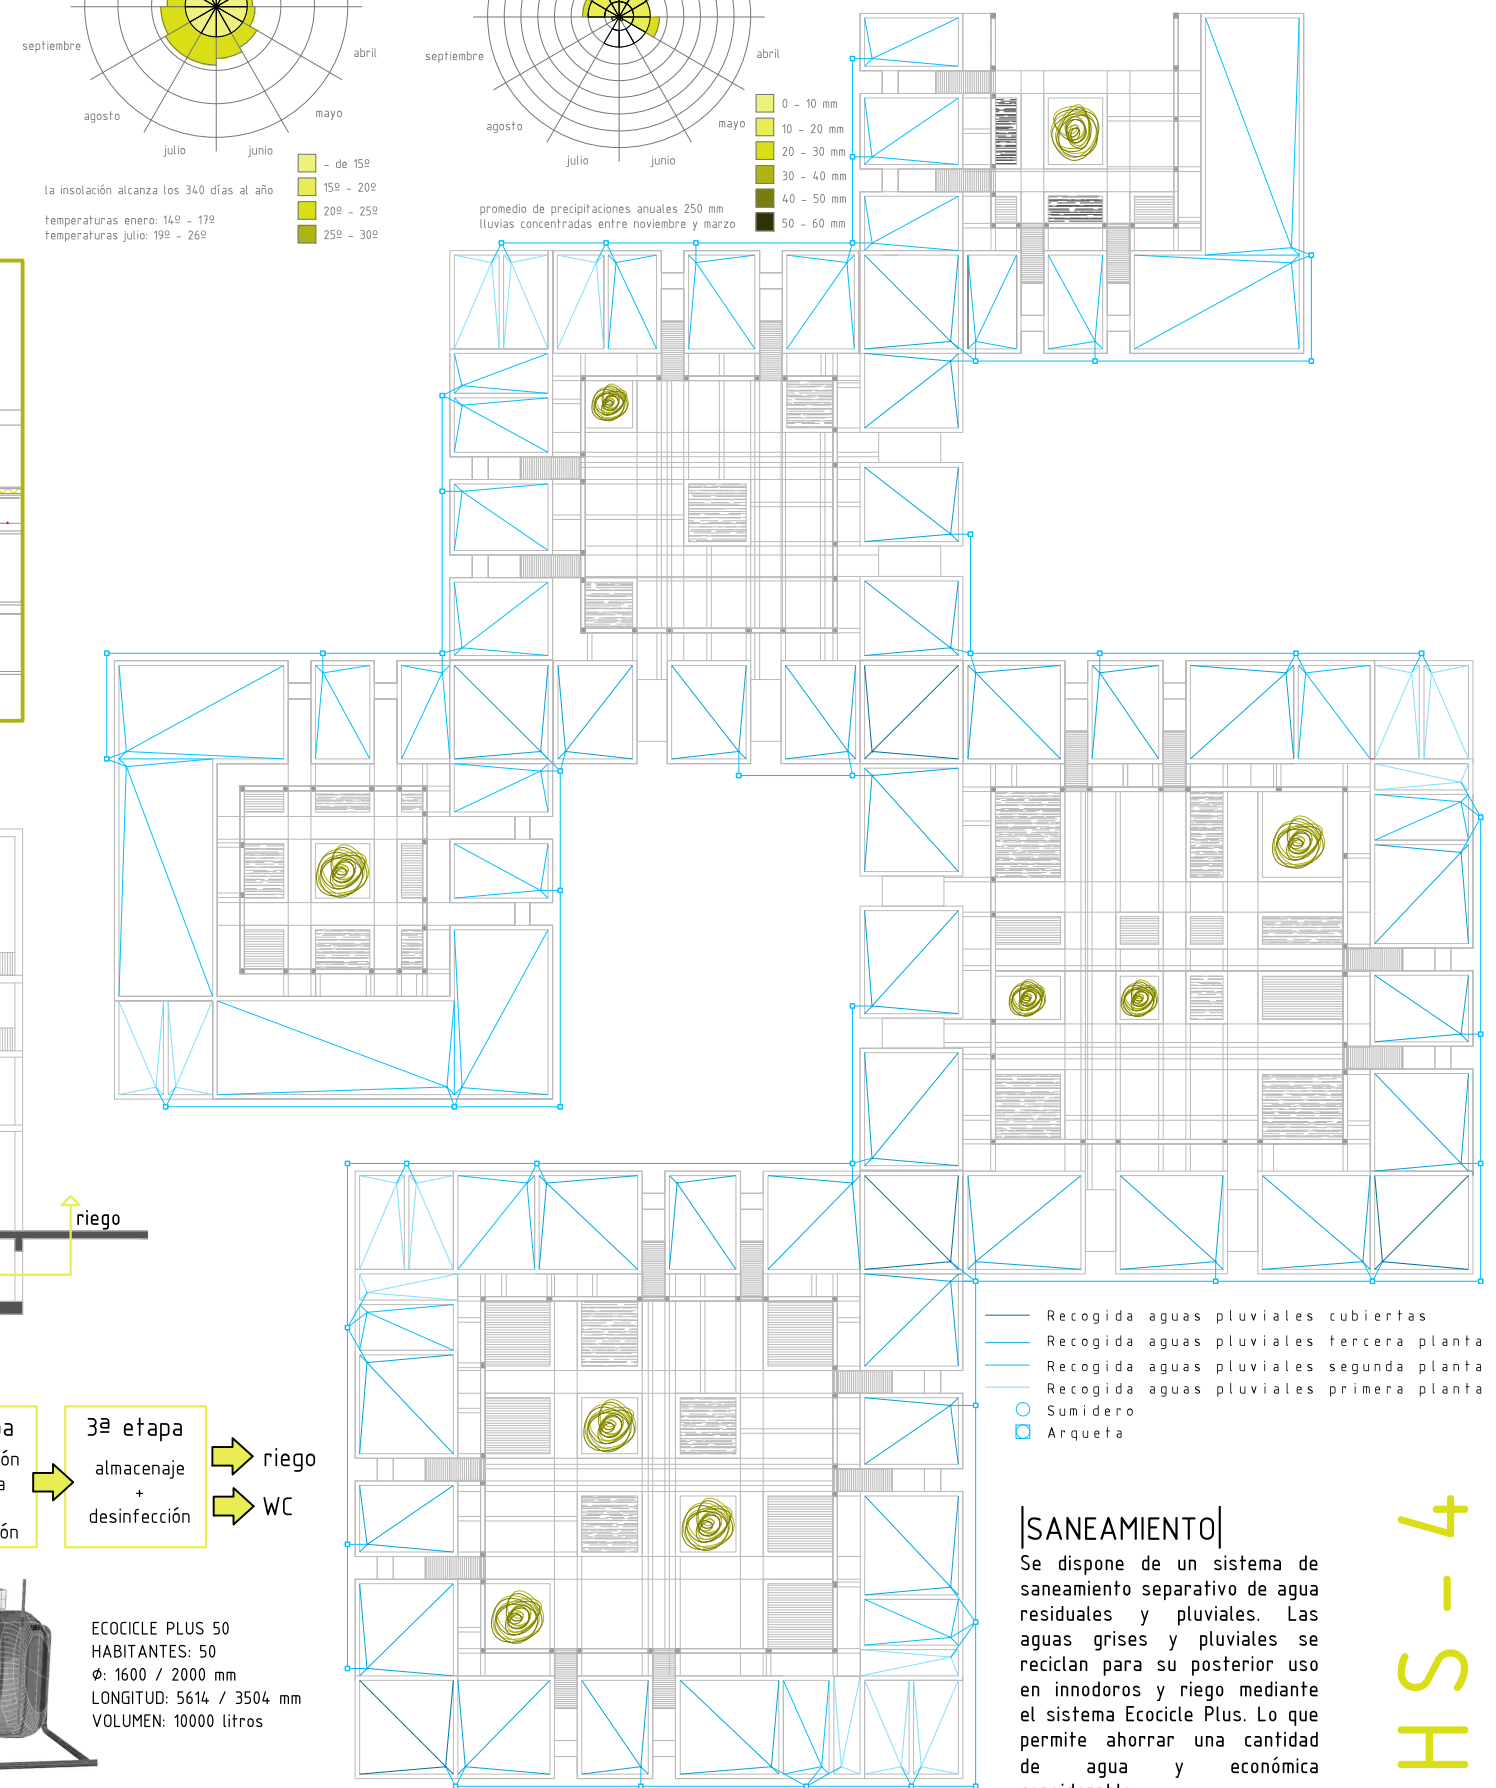 septiembre
abril
agosto
mayo
julio
junio
- de 15º
15º - 20º
20º - 25º
25º - 30º
la insolación alcanza los 340 días al año
temperaturas enero: 14º - 17º
temperaturas julio: 19º - 26º
septiembre
abril
agosto
mayo
julio
junio
0 - 10 mm
10 - 20 mm
20 - 30 mm
30 - 40 mm
40 - 50 mm
50 - 60 mm
promedio de precipitaciones anuales 250 mm
lluvias concentradas entre noviembre y marzo
riego
Recogida aguas pluviales cubiertas
Recogida aguas pluviales tercera planta
Recogida aguas pluviales segunda planta
Recogida aguas pluviales primera planta
Sumidero
Arqueta
a
ón
a
ón
3ª etapa
almacenaje
+
desinfección
riego
WC
ECOCICLE PLUS 50
HABITANTES: 50
Ø: 1600 / 2000 mm
LONGITUD: 5614 / 3504 mm
VOLUMEN: 10000 litros
|SANEAMIENTO|
Se dispone de un sistema de
saneamiento separativo de agua
residuales y pluviales. Las
aguas grises y pluviales se
reciclan para su posterior uso
en innodoros y riego mediante
el sistema Ecocicle Plus. Lo que
permite ahorrar una cantidad
de agua y económica
HS-4